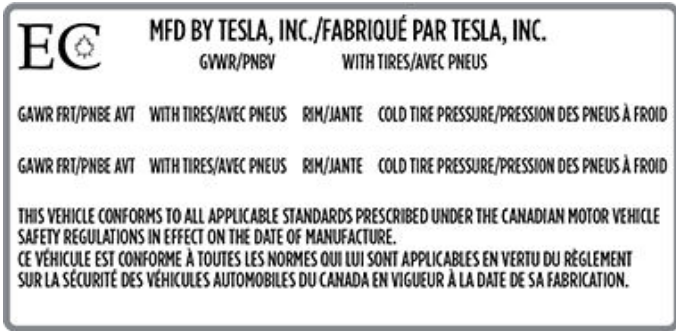 EC MFD BY TESLA, INC./FABRIQUÉ PAR TESLA, INC.
GVWR/PNBV WITH TIRES/AVEC PNEUS
GAWR FRT/PNBE AVT WITH TIRES/AVEC PNEUS RIM/JANTE COLD TIRE PRESSURE/PRESSION DES PNEUS À FROID
GAWR FRT/PNBE AVT WITH TIRES/AVEC PNEUS RIM/JANTE COLD TIRE PRESSURE/PRESSION DES PNEUS À FROID
THIS VEHICLE CONFORMS TO ALL APPLICABLE STANDARDS PRESCRIBED UNDER THE CANADIAN MOTOR VEHICLE
SAFETY REGULATIONS IN EFFECT ON THE DATE OF MANUFACTURE.
CE VÉHICULE EST CONFORME À TOUTES LES NORMES QUI LUI SONT APPLICABLES EN VERTU DU RÈGLEMENT
SUR LA SÉCURITÉ DES VÉHICULES AUTOMOBILES DU CANADA EN VIGUEUR À LA DATE DE SA FABRICATION.